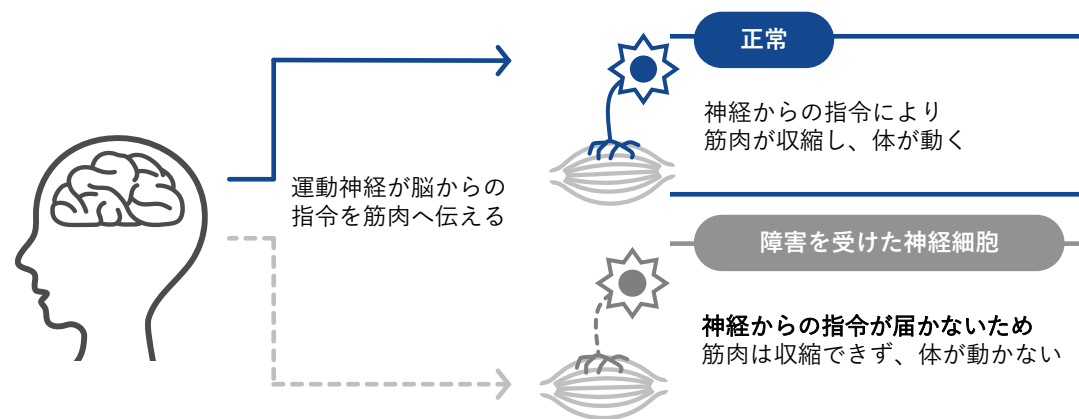 正常
神経からの指令により
筋肉が収縮し、体が動く
運動神経が脳からの
指令を筋肉へ伝える
障害を受けた神経細胞
神経からの指令が届かないため
筋肉は収縮できず、体が動かない